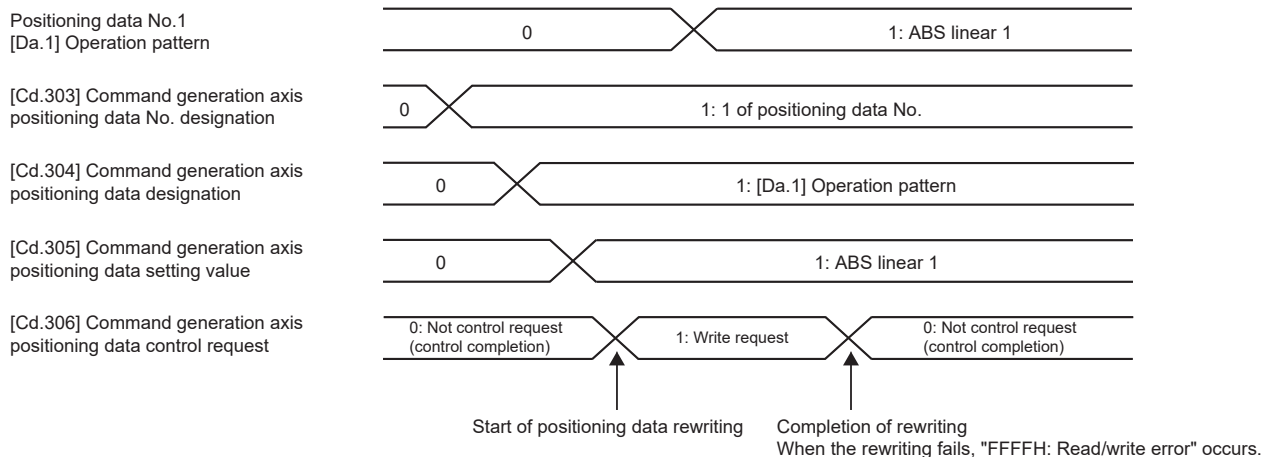 Positioning data No.1
[Da.1] Operation pattern
0
1: ABS linear 1
[Cd.303] Command generation axis
positioning data No. designation
0
1: 1 of positioning data No.
[Cd.304] Command generation axis
positioning data designation
0
1: [Da.1] Operation pattern
[Cd.305] Command generation axis
positioning data setting value
0
1: ABS linear 1
[Cd.306] Command generation axis
positioning data control request
0: Not control request
(control completion)
1: Write request
0: Not control request
(control completion)
Start of positioning data rewriting
Completion of rewriting
When the rewriting fails, "FFFFH: Read/write error" occurs.